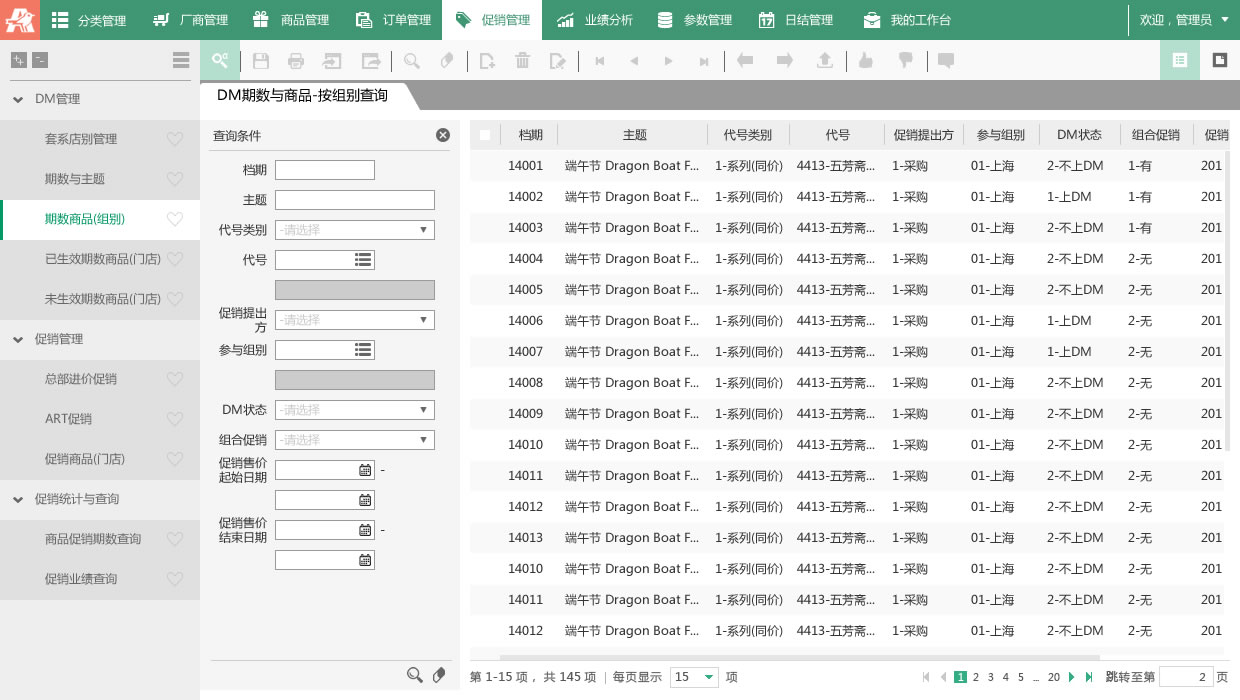 分类管理 厂商管理 商品管理 订单管理 促销管理 业绩分析 参数管理 日结管理 我的工作台 欢迎，管理员
DM管理
套系店别管理
期数与主题
期数商品(组别)
已生效期数商品(门店)
未生效期数商品(门店)
促销管理
总部进价促销
ART促销
促销商品(门店)
促销统计与查询
商品促销期数查询
促销业绩查询
DM期数与商品-按组别查询
查询条件
档期
主题
代号类别 -请选择
代号
促销提出方 -请选择
参与组别
DM状态 -请选择
组合促销 -请选择
促销售价起始日期 -
促销售价结束日期 -
档期 主题 代号类别 代号 促销提出方 参与组别 DM状态 组合促销 促销
14001 端午节 Dragon Boat F... 1-系列(同价) 4413-五芳斋... 1-采购 01-上海 2-不上DM 1-有 201
14002 端午节 Dragon Boat F... 1-系列(同价) 4413-五芳斋... 1-采购 01-上海 1-上DM 1-有 201
14003 端午节 Dragon Boat F... 1-系列(同价) 4413-五芳斋... 1-采购 01-上海 2-不上DM 1-有 201
14004 端午节 Dragon Boat F... 1-系列(同价) 4413-五芳斋... 1-采购 01-上海 2-不上DM 2-无 201
14005 端午节 Dragon Boat F... 1-系列(同价) 4413-五芳斋... 1-采购 01-上海 2-不上DM 2-无 201
14006 端午节 Dragon Boat F... 1-系列(同价) 4413-五芳斋... 1-采购 01-上海 1-上DM 2-无 201
14007 端午节 Dragon Boat F... 1-系列(同价) 4413-五芳斋... 1-采购 01-上海 1-上DM 2-无 201
14008 端午节 Dragon Boat F... 1-系列(同价) 4413-五芳斋... 1-采购 01-上海 2-不上DM 2-无 201
14009 端午节 Dragon Boat F... 1-系列(同价) 4413-五芳斋... 1-采购 01-上海 2-不上DM 2-无 201
14010 端午节 Dragon Boat F... 1-系列(同价) 4413-五芳斋... 1-采购 01-上海 2-不上DM 2-无 201
14011 端午节 Dragon Boat F... 1-系列(同价) 4413-五芳斋... 1-采购 01-上海 2-不上DM 2-无 201
14012 端午节 Dragon Boat F... 1-系列(同价) 4413-五芳斋... 1-采购 01-上海 2-不上DM 2-无 201
14013 端午节 Dragon Boat F... 1-系列(同价) 4413-五芳斋... 1-采购 01-上海 2-不上DM 2-无 201
14010 端午节 Dragon Boat F... 1-系列(同价) 4413-五芳斋... 1-采购 01-上海 2-不上DM 2-无 201
14011 端午节 Dragon Boat F... 1-系列(同价) 4413-五芳斋... 1-采购 01-上海 2-不上DM 2-无 201
14012 端午节 Dragon Boat F... 1-系列(同价) 4413-五芳斋... 1-采购 01-上海 2-不上DM 2-无 201
第 1-15 项，共 145 项 | 每页显示 15 项 1 2 3 4 5 ... 20 跳转至第 2 页